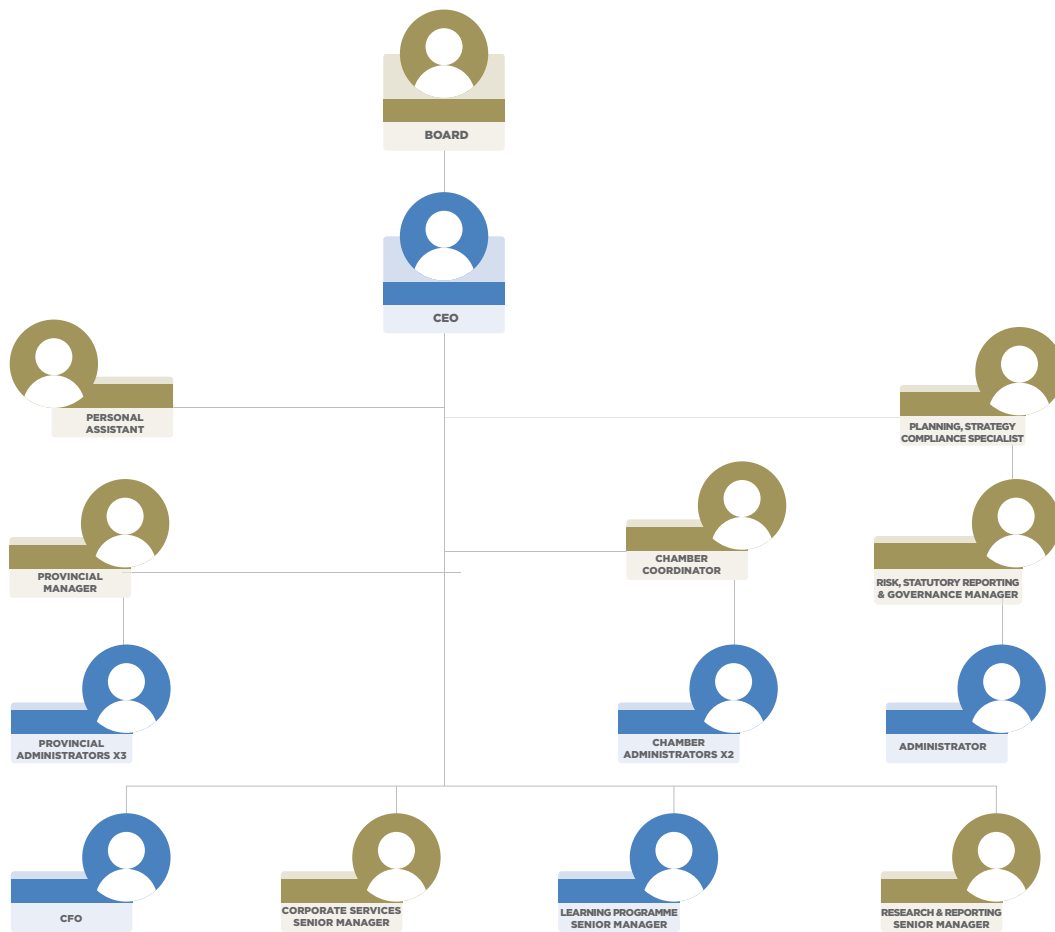 BOARD
CEO
PERSONAL
ASSISTANT
PLANNING, STRATEGY
COMPLIANCE SPECIALIST
PROVINCIAL
MANAGER
CHAMBER
COORDINATOR
RISK, STATUTORY REPORTING
& GOVERNANCE MANAGER
PROVINCIAL
ADMINISTRATORS X3
CHAMBER
ADMINISTRATORS X2
ADMINISTRATOR
CFO
CORPORATE SERVICES
SENIOR MANAGER
LEARNING PROGRAMME
SENIOR MANAGER
RESEARCH & REPORTING
SENIOR MANAGER